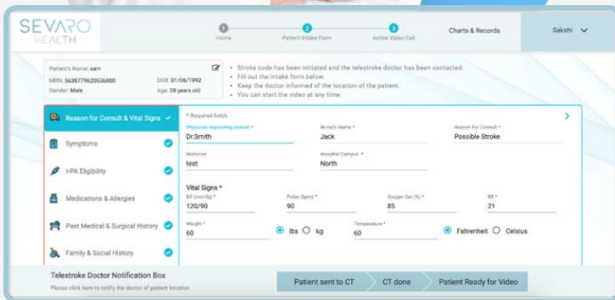 SEVARO
HEALTH
Home
Patient Intake Form
Active Video Call
Charts & Records
Sakshi
Patient's Name: sam
MRN: 5638779620556800
DOB: 01/06/1992
Gender: Male
Age: 28 years old
• Stroke code has been initiated and the telestroke doctor has been contacted.
• Fill out the intake form below.
• Keep the doctor informed of the location of the patient.
• You can start the video at any time.
Reason for Consult & Vital Signs
Symptoms
t-PA Eligibility
Medications & Allergies
Past Medical & Surgical History
Family & Social History
* Required fields
Physician requesting consult *
Dr.Smith
Nurse's Name *
Jack
Reason For Consult *
Possible Stroke
test
Hospital Campus *
North
Vital Signs *
BP (mmHg) *
120/90
Pulse (bpm) *
90
Oxygen Sat (%) *
85
RR *
21
Weight *
60
lbs
kg
Temperature *
60
Fahrenheit
Celsius
Telestroke Doctor Notification Box
Please click here to notify the doctor of patient location.
Patient sent to CT
CT done
Patient Ready for Video